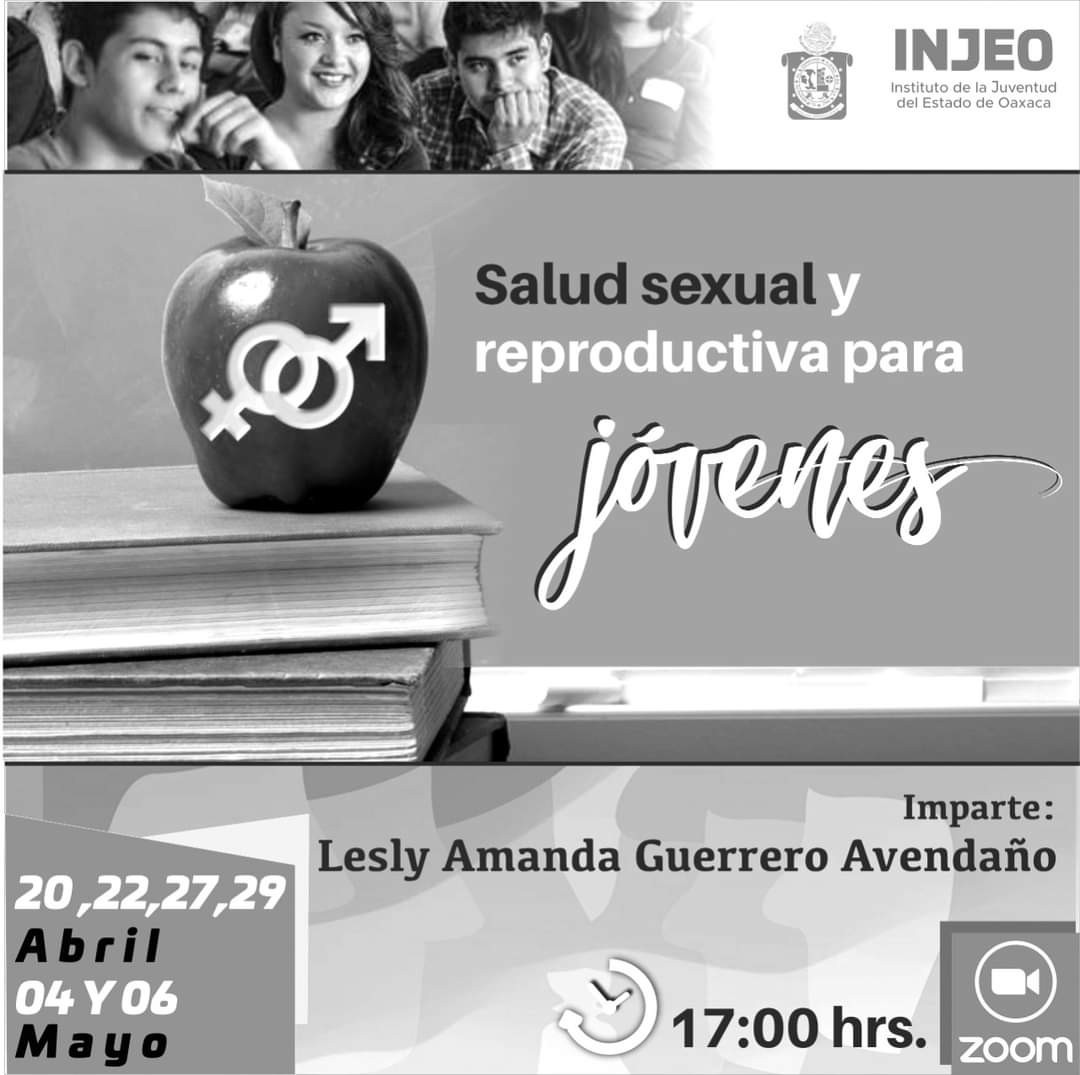 INJEO
Instituto de la Juventud
del Estado de Oaxaca
Salud sexual y
reproductiva para
jóvenes
Imparte:
Lesly Amanda Guerrero Avendaño
20 ,22,27,29
Abril
04 Y 06
Mayo
17:00 hrs.
zoom